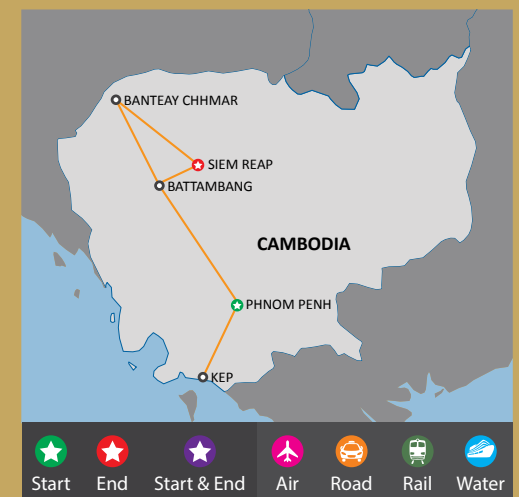 BANTEAY CHHMAR
SIEM REAP
BATTAMBANG
CAMBODIA
PHNOM PENH
KEP
Start End Start & End Air Road Rail Water